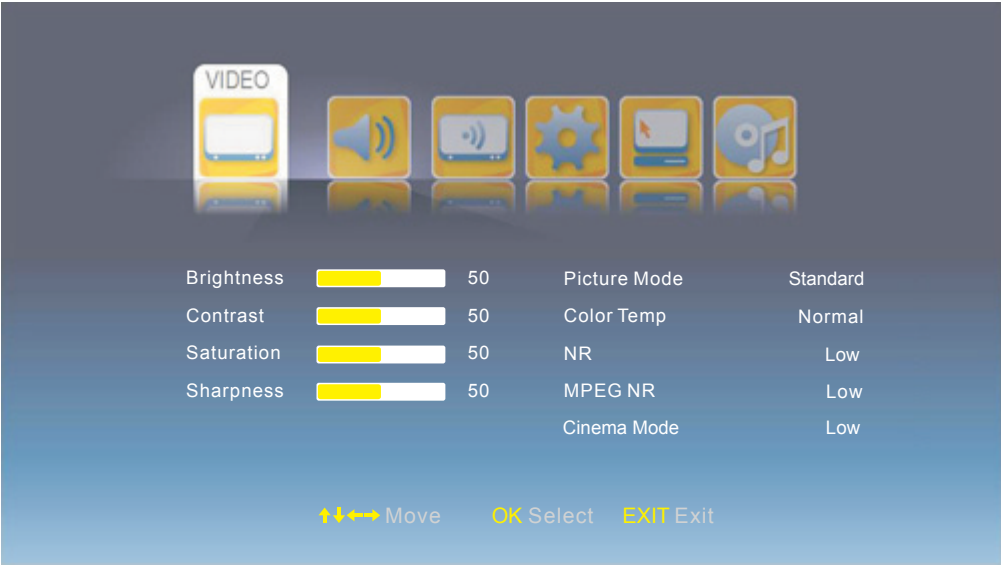 VIDEO
Brightness 50 Picture Mode Standard
Contrast 50 Color Temp Normal
Saturation 50 NR Low
Sharpness 50 MPEG NR Low
Cinema Mode Low
Move OK Select EXIT Exit